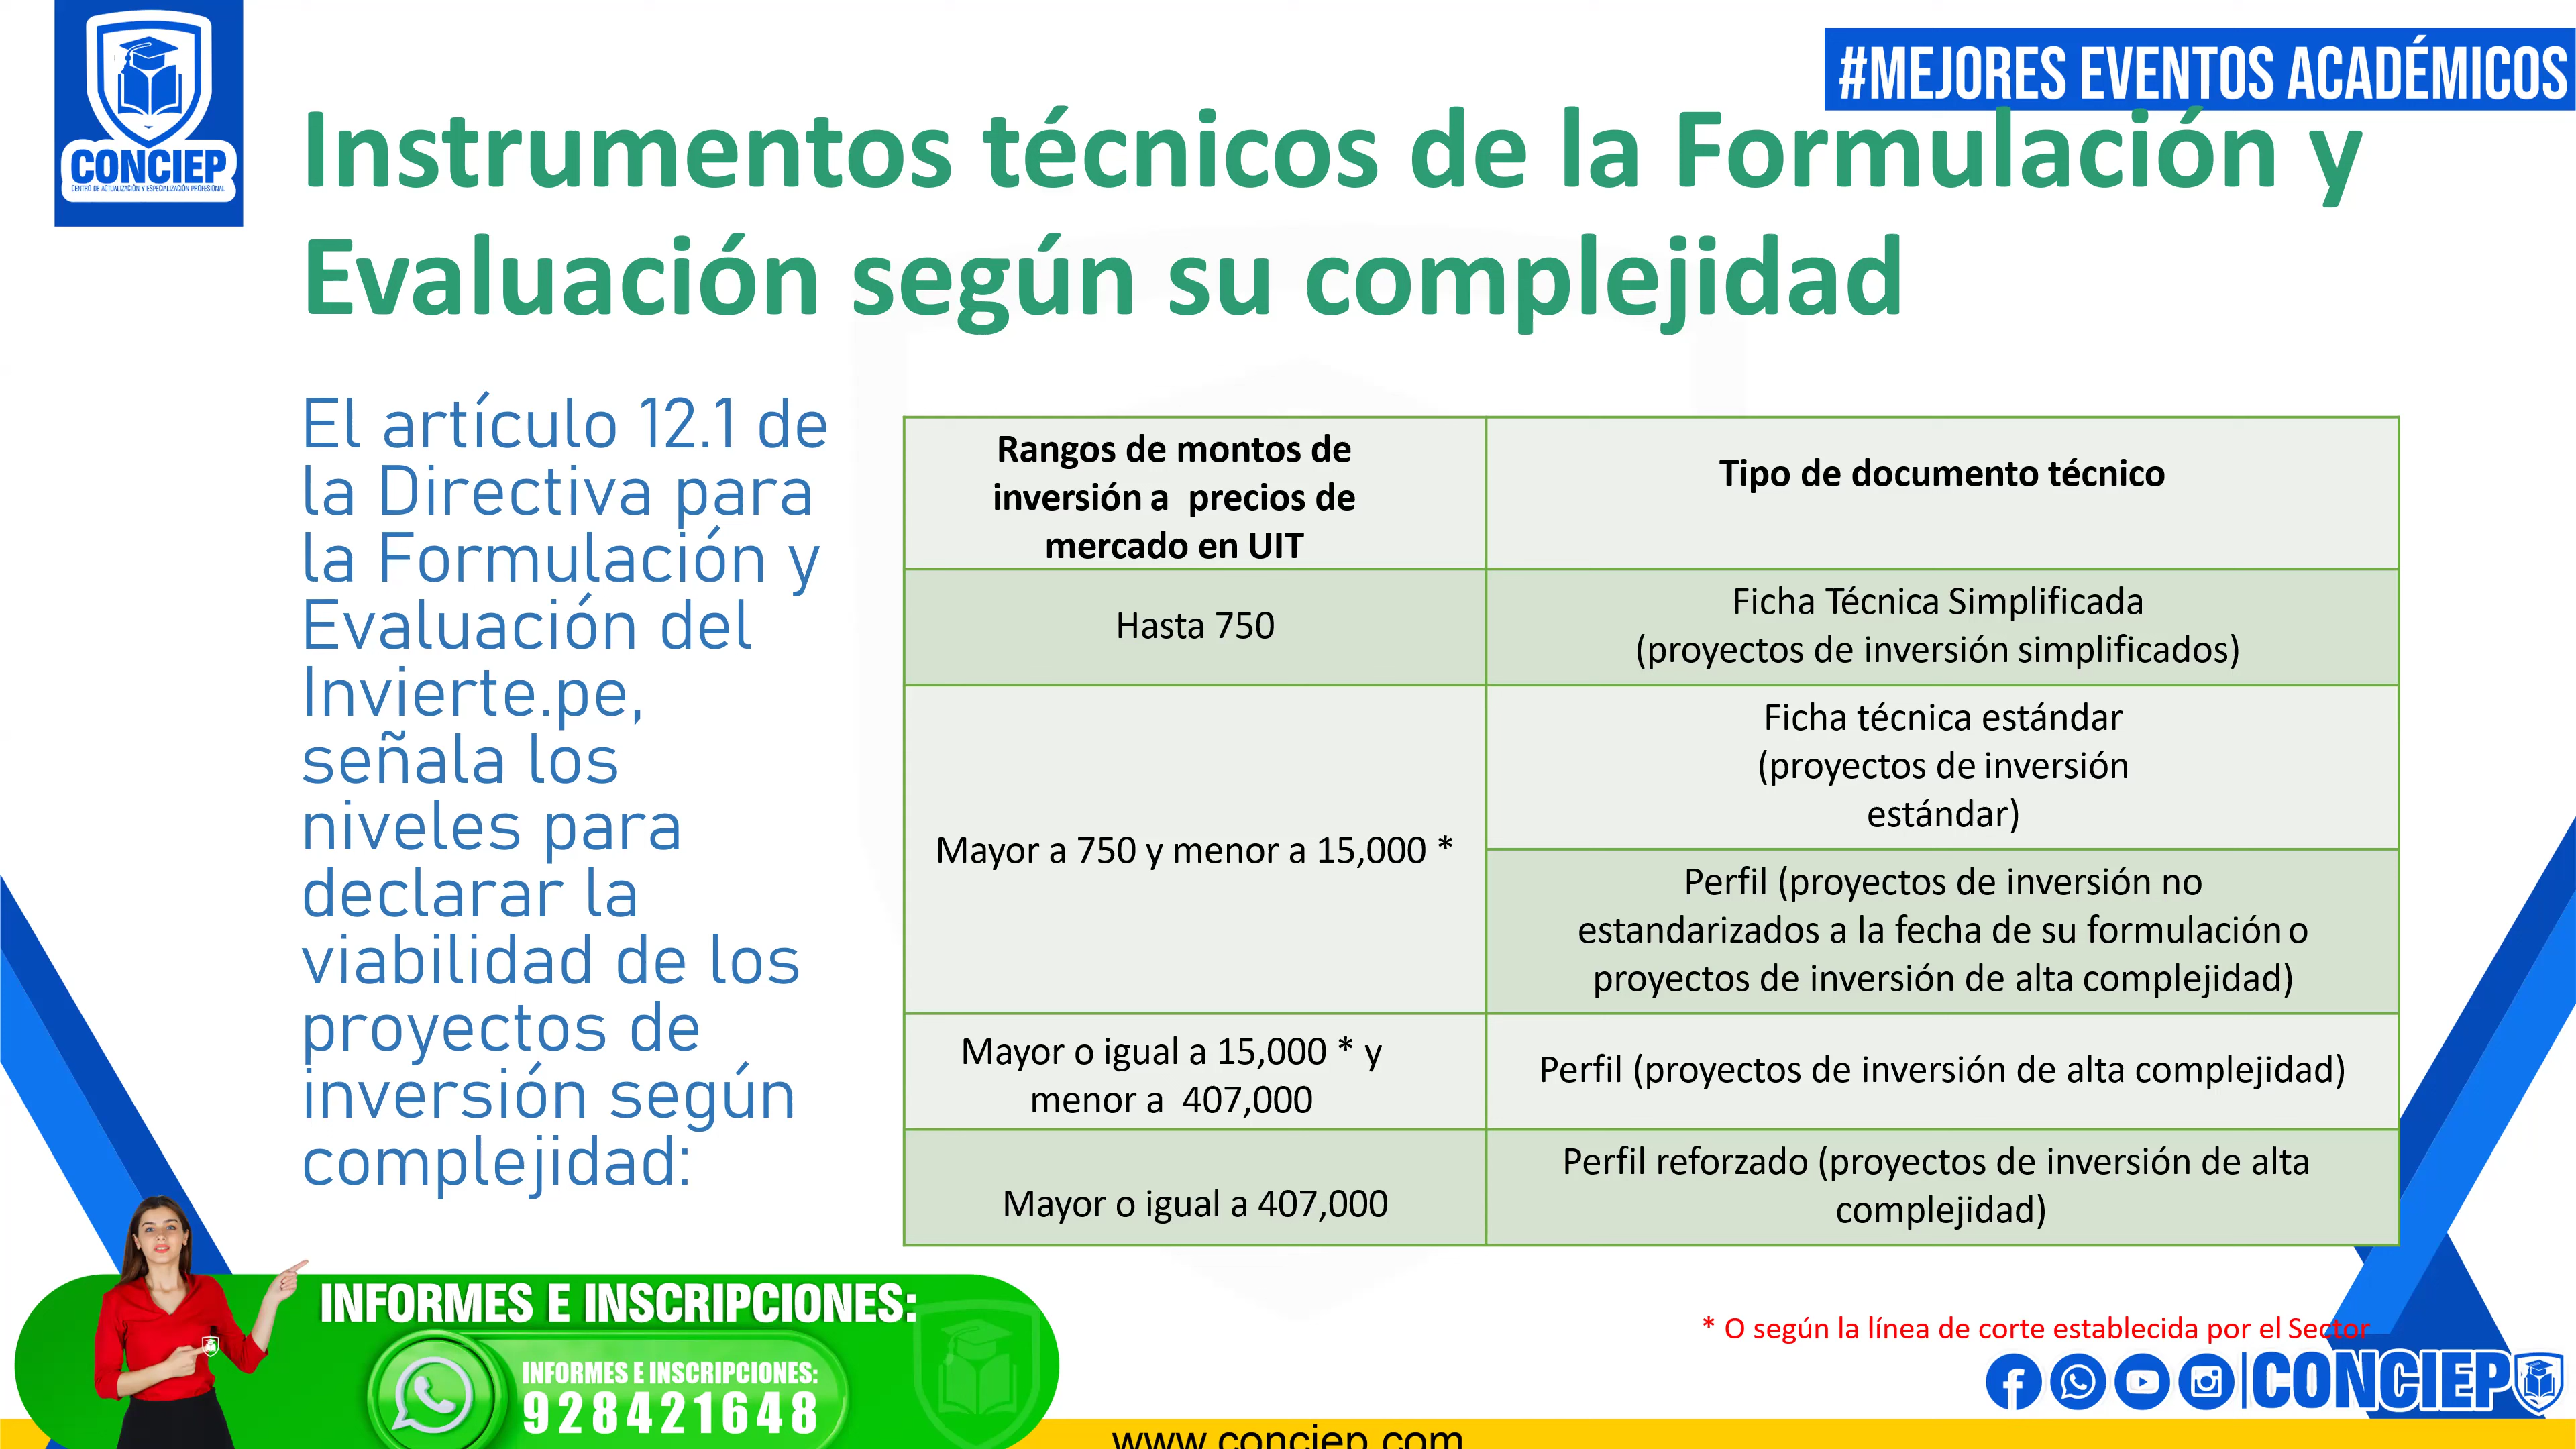 CONCIEP
CENTRO DE ACTUALIZACIÓN Y ESPECIALIZACIÓN PROFESIONAL
#MEJORES EVENTOS ACADÉMICOS
Instrumentos técnicos de la Formulación y
Evaluación según su complejidad
El artículo 12.1 de
la Directiva para
la Formulación y
Evaluación del
Invierte.pe,
señala los
niveles para
declarar la
viabilidad de los
proyectos de
inversión según
complejidad:
Rangos de montos de
inversión a precios de
mercado en UIT
Tipo de documento técnico
Hasta 750
Ficha Técnica Simplificada
(proyectos de inversión simplificados)
Mayor a 750 y menor a 15,000 *
Ficha técnica estándar
(proyectos de inversión
estándar)
Perfil (proyectos de inversión no
estandarizados a la fecha de su formulación o
proyectos de inversión de alta complejidad)
Mayor o igual a 15,000 * y
menor a 407,000
Perfil (proyectos de inversión de alta complejidad)
Mayor o igual a 407,000
Perfil reforzado (proyectos de inversión de alta
complejidad)
* O según la línea de corte establecida por el Sector
INFORMES E INSCRIPCIONES:
INFORMES E INSCRIPCIONES:
928421648
CONCIEP
www.conciep.com